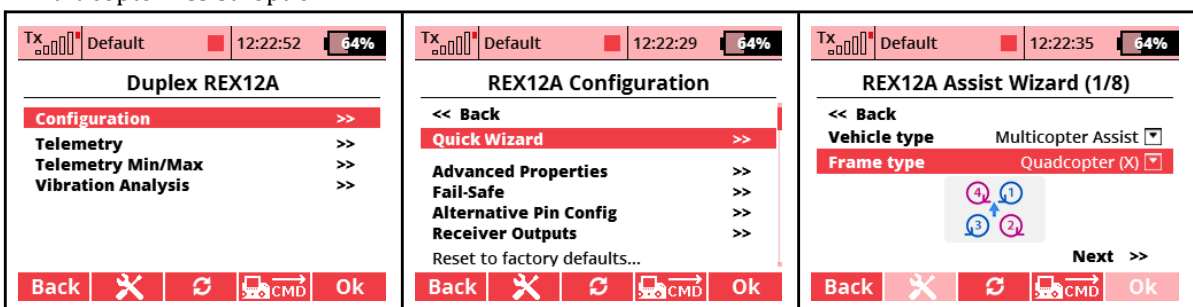 Tx Default 12:22:52 64%
Duplex REX12A
Configuration >>
Telemetry >>
Telemetry Min/Max >>
Vibration Analysis >>
Back CMD Ok
Tx Default 12:22:29 64%
REX12A Configuration
<< Back
Quick Wizard >>
Advanced Properties >>
Fail-Safe >>
Alternative Pin Config >>
Receiver Outputs >>
Reset to factory defaults...
Back CMD Ok
Tx Default 12:22:35 64%
REX12A Assist Wizard (1/8)
<< Back
Vehicle type Multicopter Assist
Frame type Quadcopter (X)
4 1
3 2
Next >>
Back CMD Ok